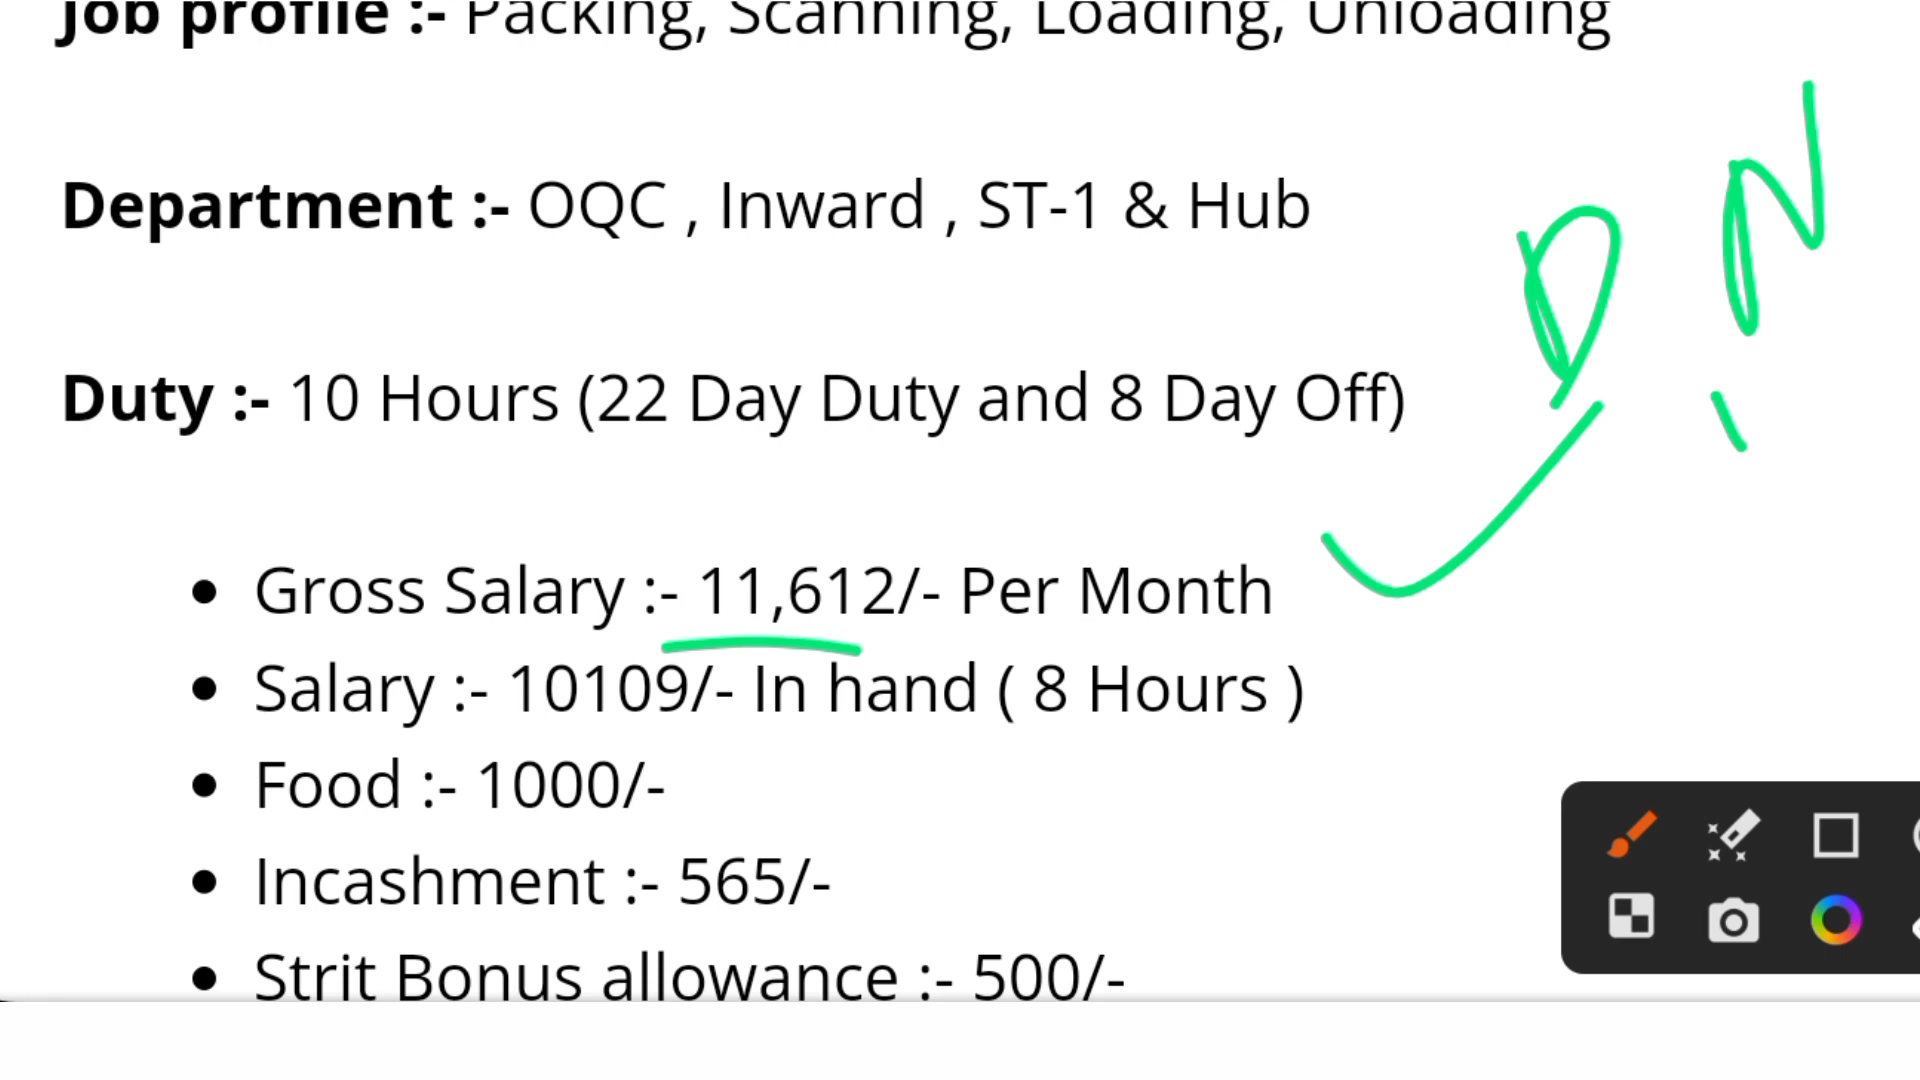 Job profile :- Packing, Scanning, Loading, Unloading
Department :- OQC , Inward , ST-1 & Hub
D N
Duty :- 10 Hours (22 Day Duty and 8 Day Off)
• Gross Salary :- 11,612/- Per Month
• Salary :- 10109/- In hand ( 8 Hours )
• Food :- 1000/-
• Incashment :- 565/-
• Strit Bonus allowance :- 500/-